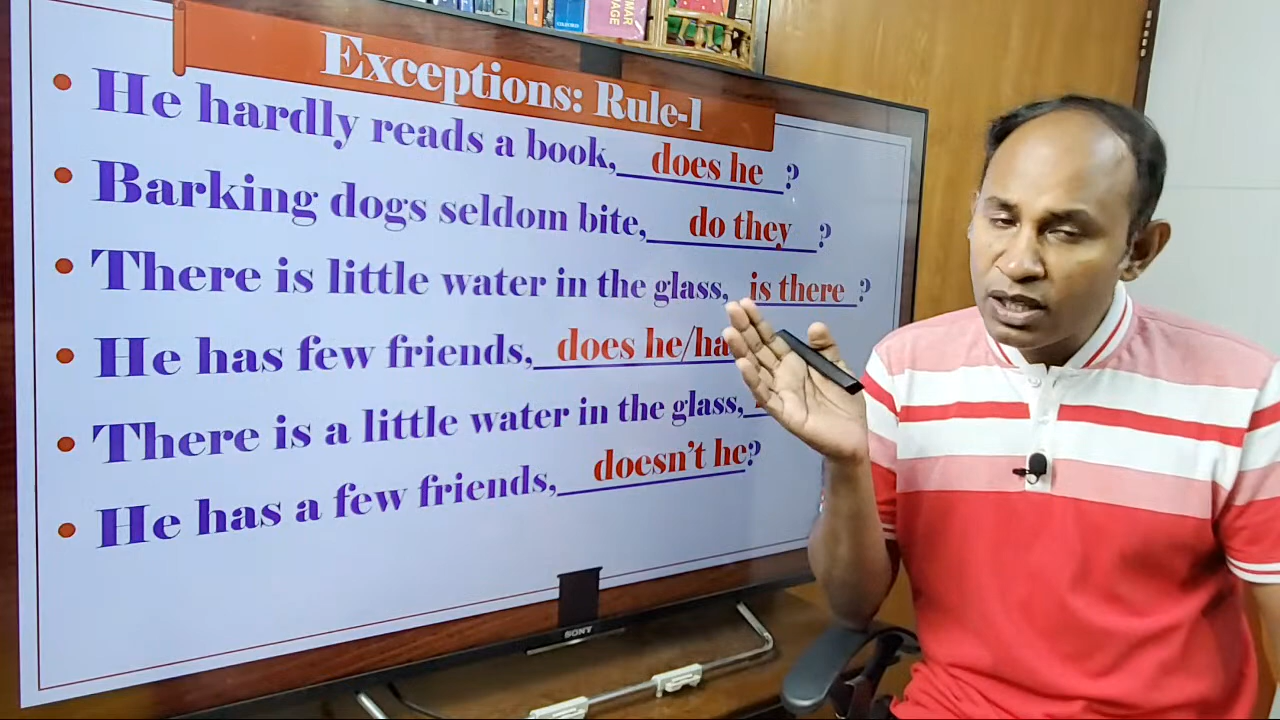 Exceptions: Rule-1
• He hardly reads a book, does he ?
• Barking dogs seldom bite, do they ?
• There is little water in the glass, is there ?
• He has few friends, does he/ha
• There is a little water in the glass,
• He has a few friends, doesn't he?
SONY